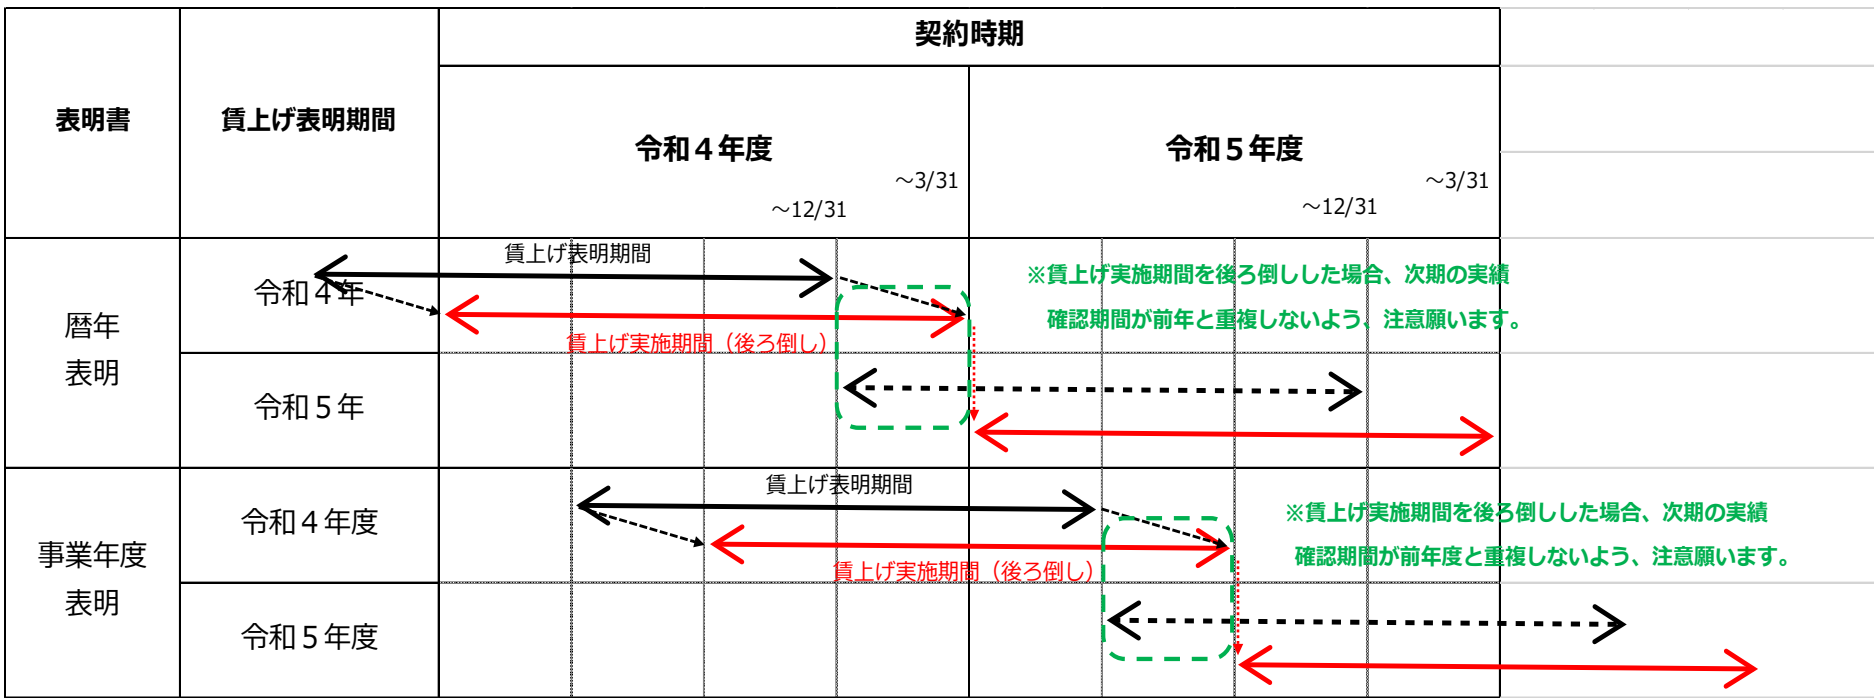 契約時期
表明書
賃上げ表明期間
令和４年度
令和５年度
～3/31
～3/31
～12/31
～12/31
暦年
表明
令和４年
賃上げ表明期間
※賃上げ実施期間を後ろ倒しした場合、次期の実績
確認期間が前年と重複しないよう、注意願います。
賃上げ実施期間（後ろ倒し）
令和５年
事業年度
表明
令和４年度
賃上げ表明期間
※賃上げ実施期間を後ろ倒しした場合、次期の実績
確認期間が前年度と重複しないよう、注意願います。
賃上げ実施期間（後ろ倒し）
令和５年度